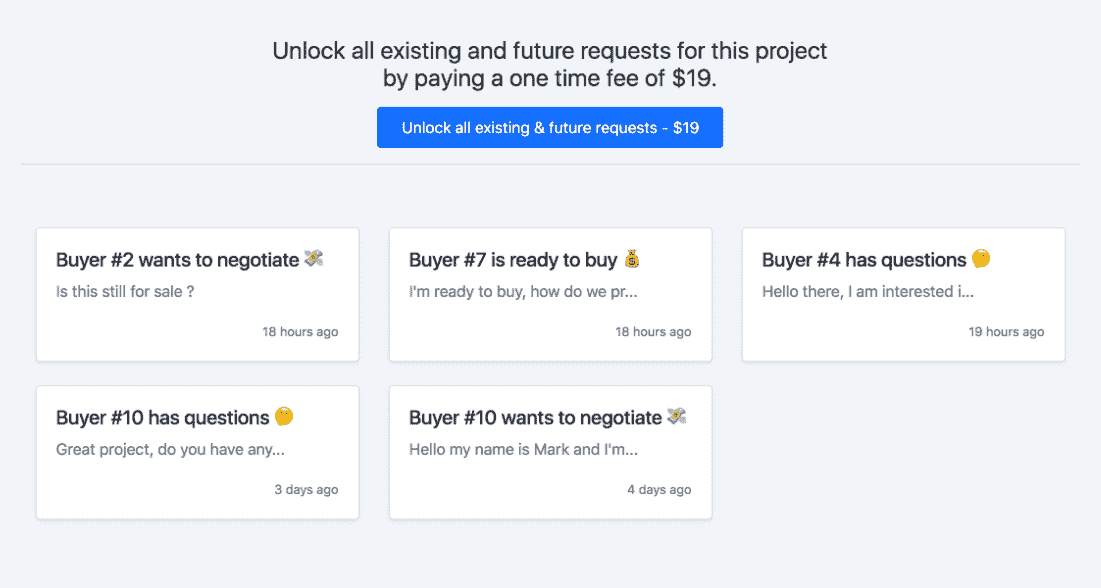 Unlock all existing and future requests for this project
by paying a one time fee of $19.
Unlock all existing & future requests - $19
Buyer #2 wants to negotiate 💸
Is this still for sale ?
18 hours ago
Buyer #7 is ready to buy 💰
I'm ready to buy, how do we pr...
18 hours ago
Buyer #4 has questions 🤔
Hello there, I am interested i...
19 hours ago
Buyer #10 has questions 🤔
Great project, do you have any...
3 days ago
Buyer #10 wants to negotiate 💸
Hello my name is Mark and I'm...
4 days ago